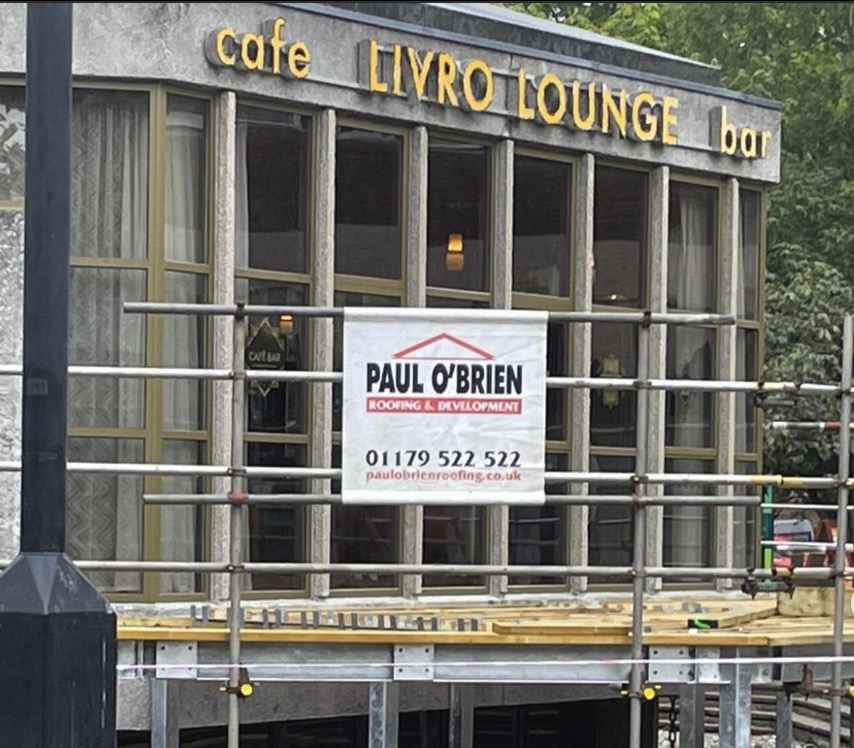 cafe LIVRO LOUNGE bar
CAFÉ BAR
PAUL O'BRIEN
ROOFING & DEVELOPMENT
01179 522 522
paulobrienroofing.co.uk